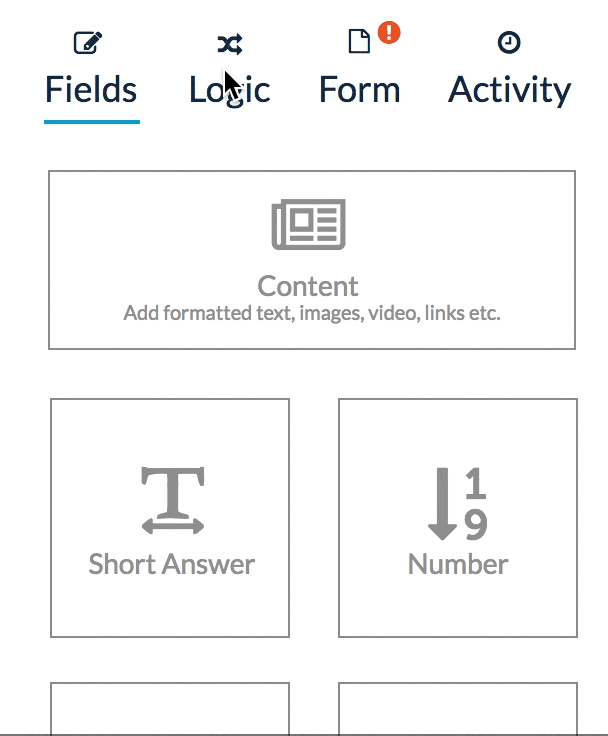 Fields Logic Form Activity
Content
Add formatted text, images, video, links etc.
Short Answer Number